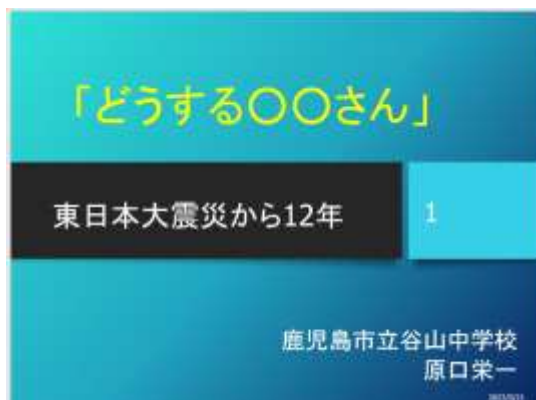 「どうする〇〇さん」
東日本大震災から12年
1
鹿児島市立谷山中学校
原口栄一